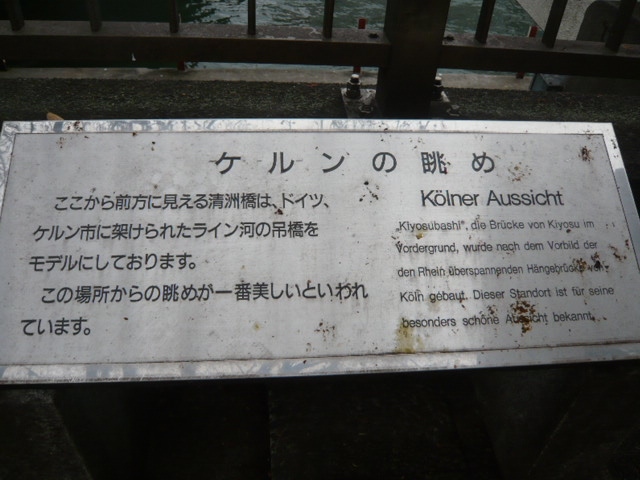 ケルンの眺め
ここから前方に見える清洲橋は、ドイツ、
ケルン市に架けられたライン河の吊橋を
モデルにしております。
この場所からの眺めが一番美しいといわれ
ています。
Kölner Aussicht
„Kiyosubashi“, die Brücke von Kiyosu im
Vordergrund, wurde nach dem Vorbild der
den Rhein überspannenden Hängebrücke von
Köln gebaut. Dieser Standort ist für seine
besonders schöne Aussicht bekannt.